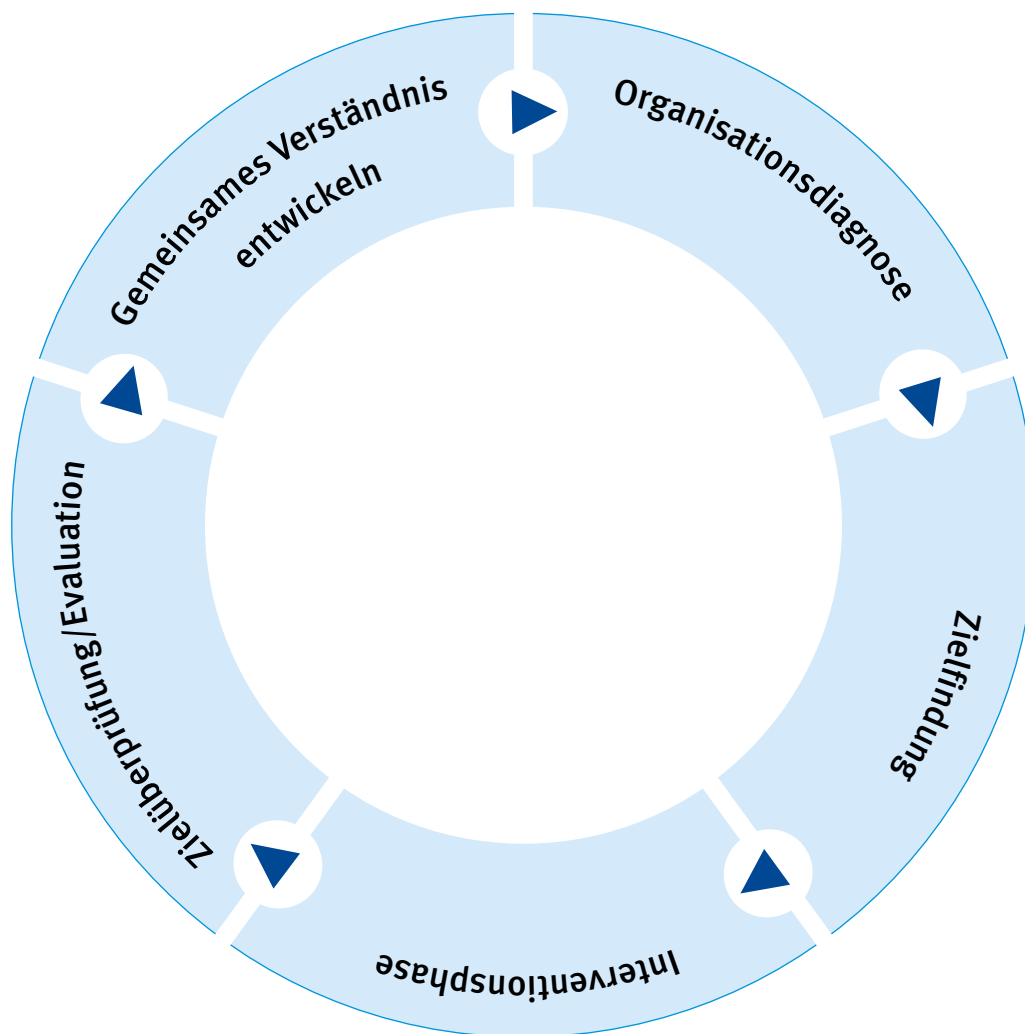 Gemeinsames Verständnis
entwickeln
Organisationsdiagnose
Zielfindung
Interventionsphase
Zielüberprüfung/Evaluation